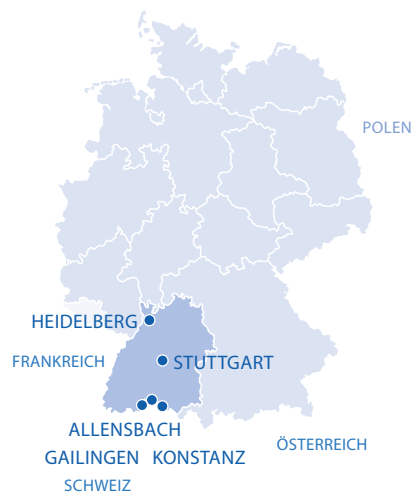 POLEN
HEIDELBERG
FRANKREICH
STUTTGART
ALLENSBACH
GAILINGEN KONSTANZ
ÖSTERREICH
SCHWEIZ